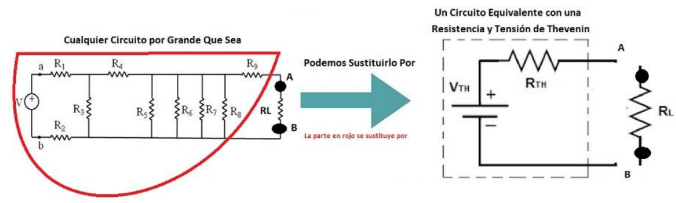 Cualquier Circuito por Grande Que Sea
a
R1
R4
R9
A
V
+
R3
R5
R6
R7
R8
RL
B
R2
b
Podemos Sustituirlo Por
La parte en rojo se sustituye por
Un Circuito Equivalente con una
Resistencia y Tensión de Thevenin
A
VTH
+
RTH
RL
B